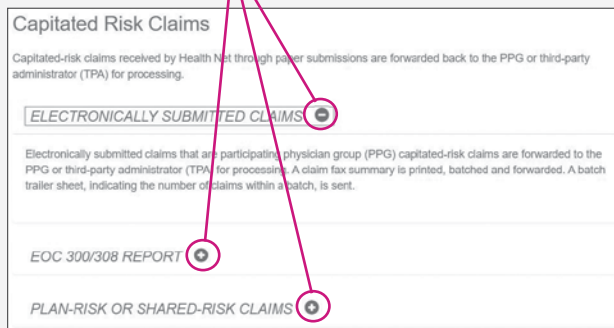 Capitated Risk Claims
Capitated-risk claims received by Health Net through paper submissions are forwarded back to the PPG or third-party
administrator (TPA) for processing.
ELECTRONICALLY SUBMITTED CLAIMS
Electronically submitted claims that are participating physician group (PPG) capitated-risk claims are forwarded to the
PPG or third-party administrator (TPA) for processing. A claim fax summary is printed, batched and forwarded. A batch
trailer sheet, indicating the number of claims within a batch, is sent.
EOC 300/308 REPORT
PLAN-RISK OR SHARED-RISK CLAIMS